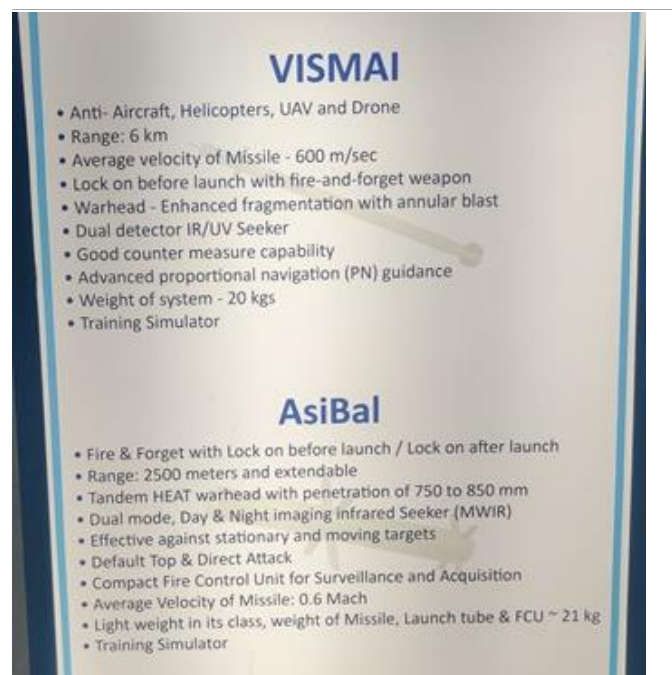 VISMAI
• Anti- Aircraft, Helicopters, UAV and Drone
• Range: 6 km
• Average velocity of Missile - 600 m/sec
• Lock on before launch with fire-and-forget weapon
• Warhead - Enhanced fragmentation with annular blast
• Dual detector IR/UV Seeker
• Good counter measure capability
• Advanced proportional navigation (PN) guidance
• Weight of system - 20 kgs
• Training Simulator
AsiBal
• Fire & Forget with Lock on before launch / Lock on after launch
• Range: 2500 meters and extendable
• Tandem HEAT warhead with penetration of 750 to 850 mm
• Dual mode, Day & Night imaging infrared Seeker (MWIR)
• Effective against stationary and moving targets
• Default Top & Direct Attack
• Compact Fire Control Unit for Surveillance and Acquisition
• Average Velocity of Missile: 0.6 Mach
• Light weight in its class, weight of Missile, Launch tube & FCU ~ 21 kg
• Training Simulator